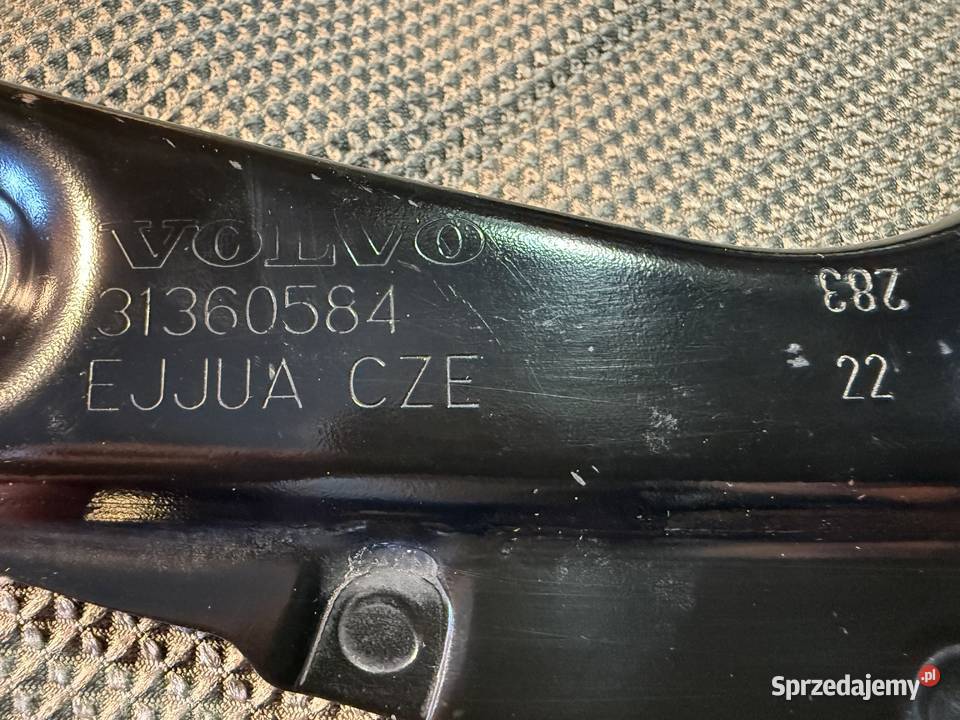 VOLVO
31360584
EJJUA CZE
283
22
Sprzedajemy.pl